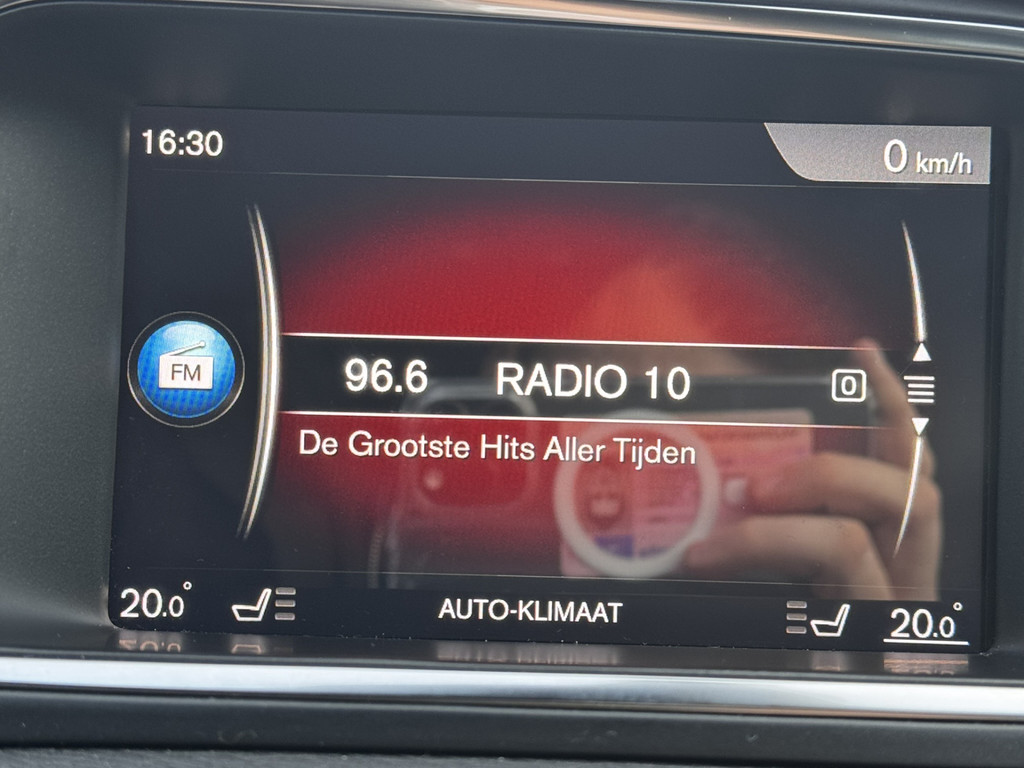 16:30
0 km/h
FM
96.6 RADIO 10 0
De Grootste Hits Aller Tijden
20.0° AUTO-KLIMAAT 20.0°